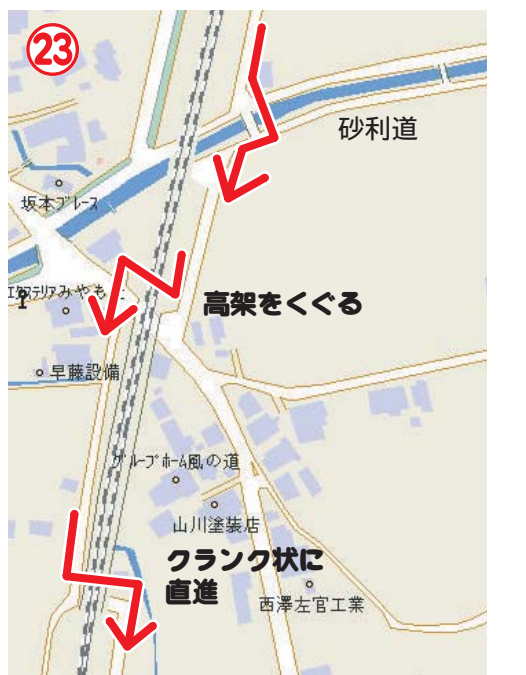 ㉓
砂利道
坂本ブレース
高架をくぐる
早藤設備
グループホーム風の道
山川塗装店
クランク状に
直進
西澤左官工業